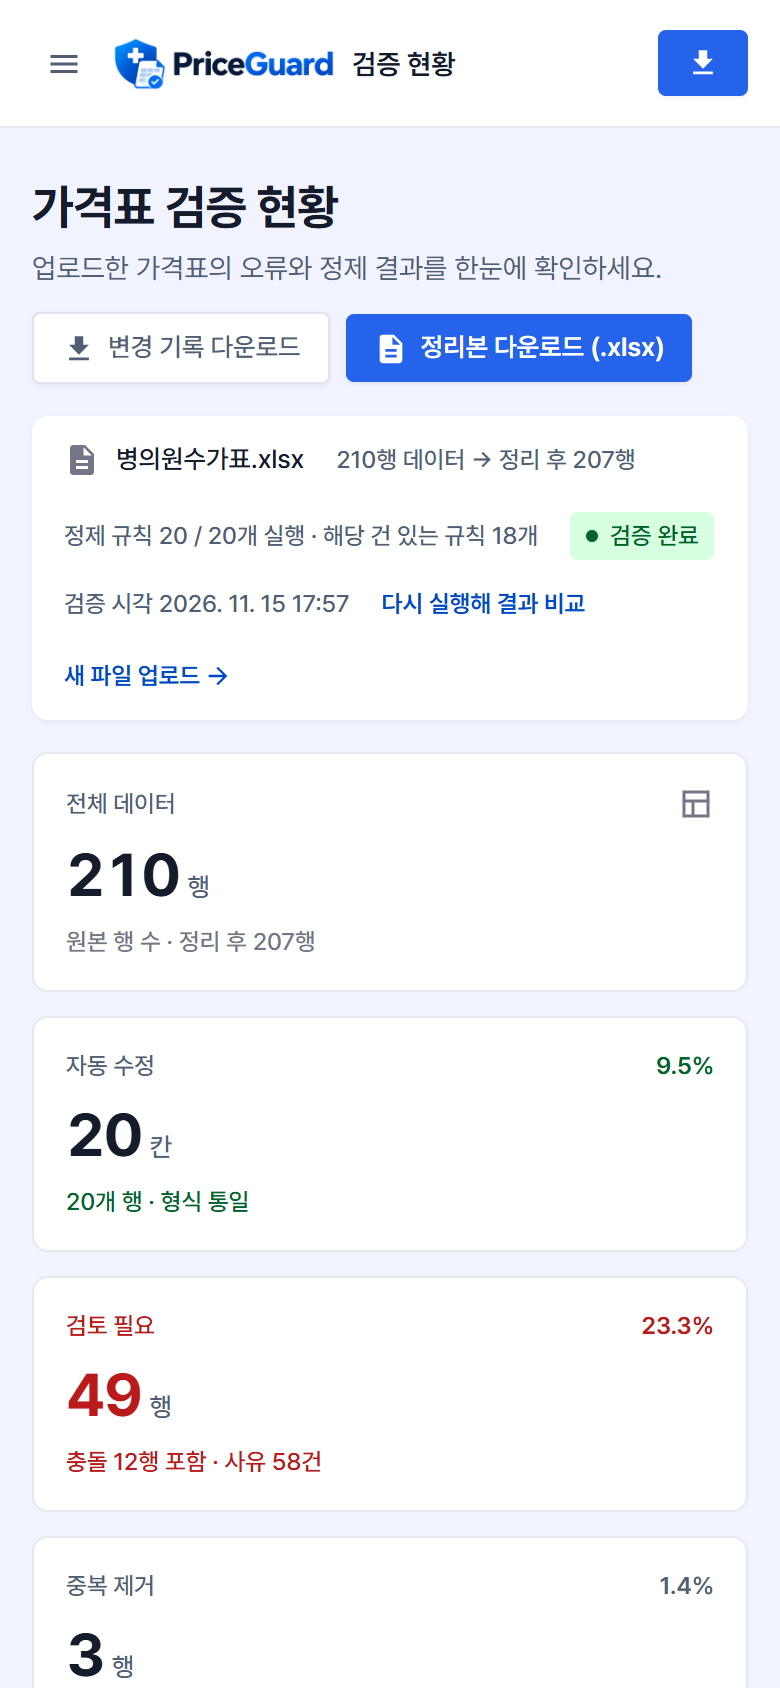 PriceGuard 검증 현황
가격표 검증 현황
업로드한 가격표의 오류와 정제 결과를 한눈에 확인하세요.
변경 기록 다운로드 정리본 다운로드 (.xlsx)
병의원수가표.xlsx 210행 데이터 → 정리 후 207행
정제 규칙 20 / 20개 실행 · 해당 건 있는 규칙 18개 검증 완료
검증 시각 2026. 11. 15 17:57 다시 실행해 결과 비교
새 파일 업로드 →
전체 데이터
210 행
원본 행 수 · 정리 후 207행
자동 수정 9.5%
20 칸
20개 행 · 형식 통일
검토 필요 23.3%
49 행
충돌 12행 포함 · 사유 58건
중복 제거 1.4%
3 행